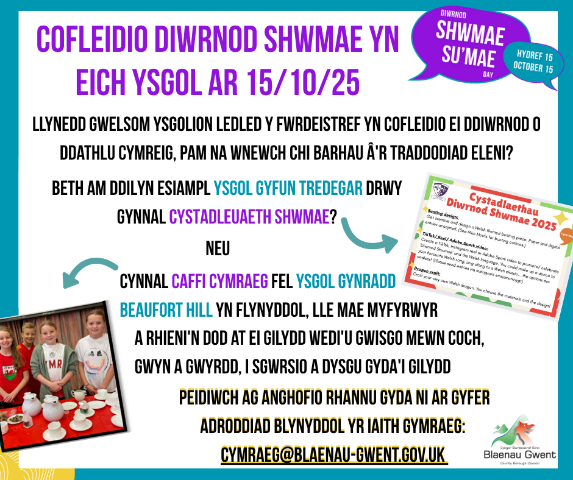 COFLEIDIO DIWRNOD SHWMAE YN
EICH YSGOL AR 15/10/25
DIWRNOD
SHWMAE
SU'MAE
DAY
HYDREF 15
OCTOBER 15
LLYNEDD GWELSOM YSGOLION LEDLED Y FWRDEISTREF YN COFLEIDIO EI DDIWRNOD O
DDATHLU CYMREIG, PAM NA WNEWCH CHI BARHAU Â'R TRADDODIAD ELENI?
BETH AM DDILYN ESIAMPL YSGOL GYFUN TREDEGAR DRWY
GYNNAL CYSTADLEUAETH SHWMAE?
NEU
CYNNAL CAFFI CYMRAEG FEL YSGOL GYNRADD
BEAUFORT HILL YN FLYNYDDOL, LLE MAE MYFYRWYR
A RHIENI'N DOD AT EI GILYDD WEDI'U GWISGO MEWN COCH,
GWYN A GWYRDD, I SGWRSIO A DYSGU GYDA'I GILYDD
PEIDIWCH AG ANGHOFIO RHANNU GYDA NI AR GYFER
ADRODDIAD BLYNYDDOL YR IAITH GYMRAEG:
CYMRAEG@BLAENAU-GWENT.GOV.UK
Cystadlaethau
Diwrnod Shwmae 2025
Blaenau Gwent
County Borough Council